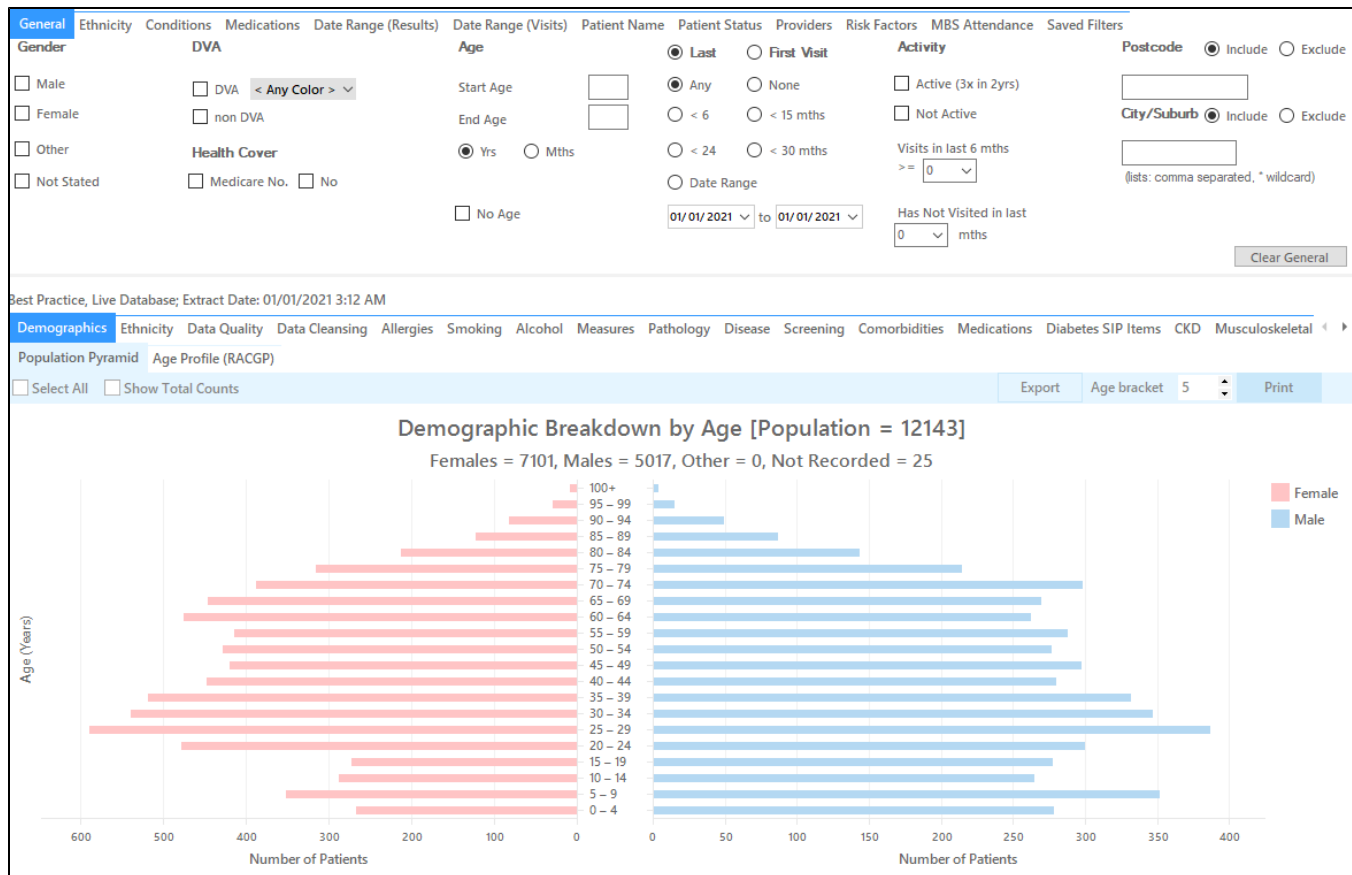 General Ethnicity Conditions Medications Date Range (Results) Date Range (Visits) Patient Name Patient Status Providers Risk Factors MBS Attendance Saved Filters
Gender DVA Age Last First Visit Activity Postcode Include Exclude
Male DVA < Any Color > Start Age Any None Active (3x in 2yrs)
Female non DVA End Age < 6 < 15 mths Not Active City/Suburb Include Exclude
Other Health Cover Yrs Mths < 24 < 30 mths Visits in last 6 mths
>= 0
Not Stated Medicare No. No Date Range (lists: comma separated, * wildcard)
No Age 01/01/2021 to 01/01/2021 Has Not Visited in last
0 mths
Clear General
Best Practice, Live Database; Extract Date: 01/01/2021 3:12 AM
Demographics Ethnicity Data Quality Data Cleansing Allergies Smoking Alcohol Measures Pathology Disease Screening Comorbidities Medications Diabetes SIP Items CKD Musculoskeletal
Population Pyramid Age Profile (RACGP)
Select All Show Total Counts Export Age bracket 5 Print
Demographic Breakdown by Age [Population = 12143]
Females = 7101, Males = 5017, Other = 0, Not Recorded = 25
Age (Years)
100+
95 – 99
90 – 94
85 – 89
80 – 84
75 – 79
70 – 74
65 – 69
60 – 64
55 – 59
50 – 54
45 – 49
40 – 44
35 – 39
30 – 34
25 – 29
20 – 24
15 – 19
10 – 14
5 – 9
0 – 4
Female
Male
600 500 400 300 200 100 0 0 50 100 150 200 250 300 350 400
Number of Patients Number of Patients